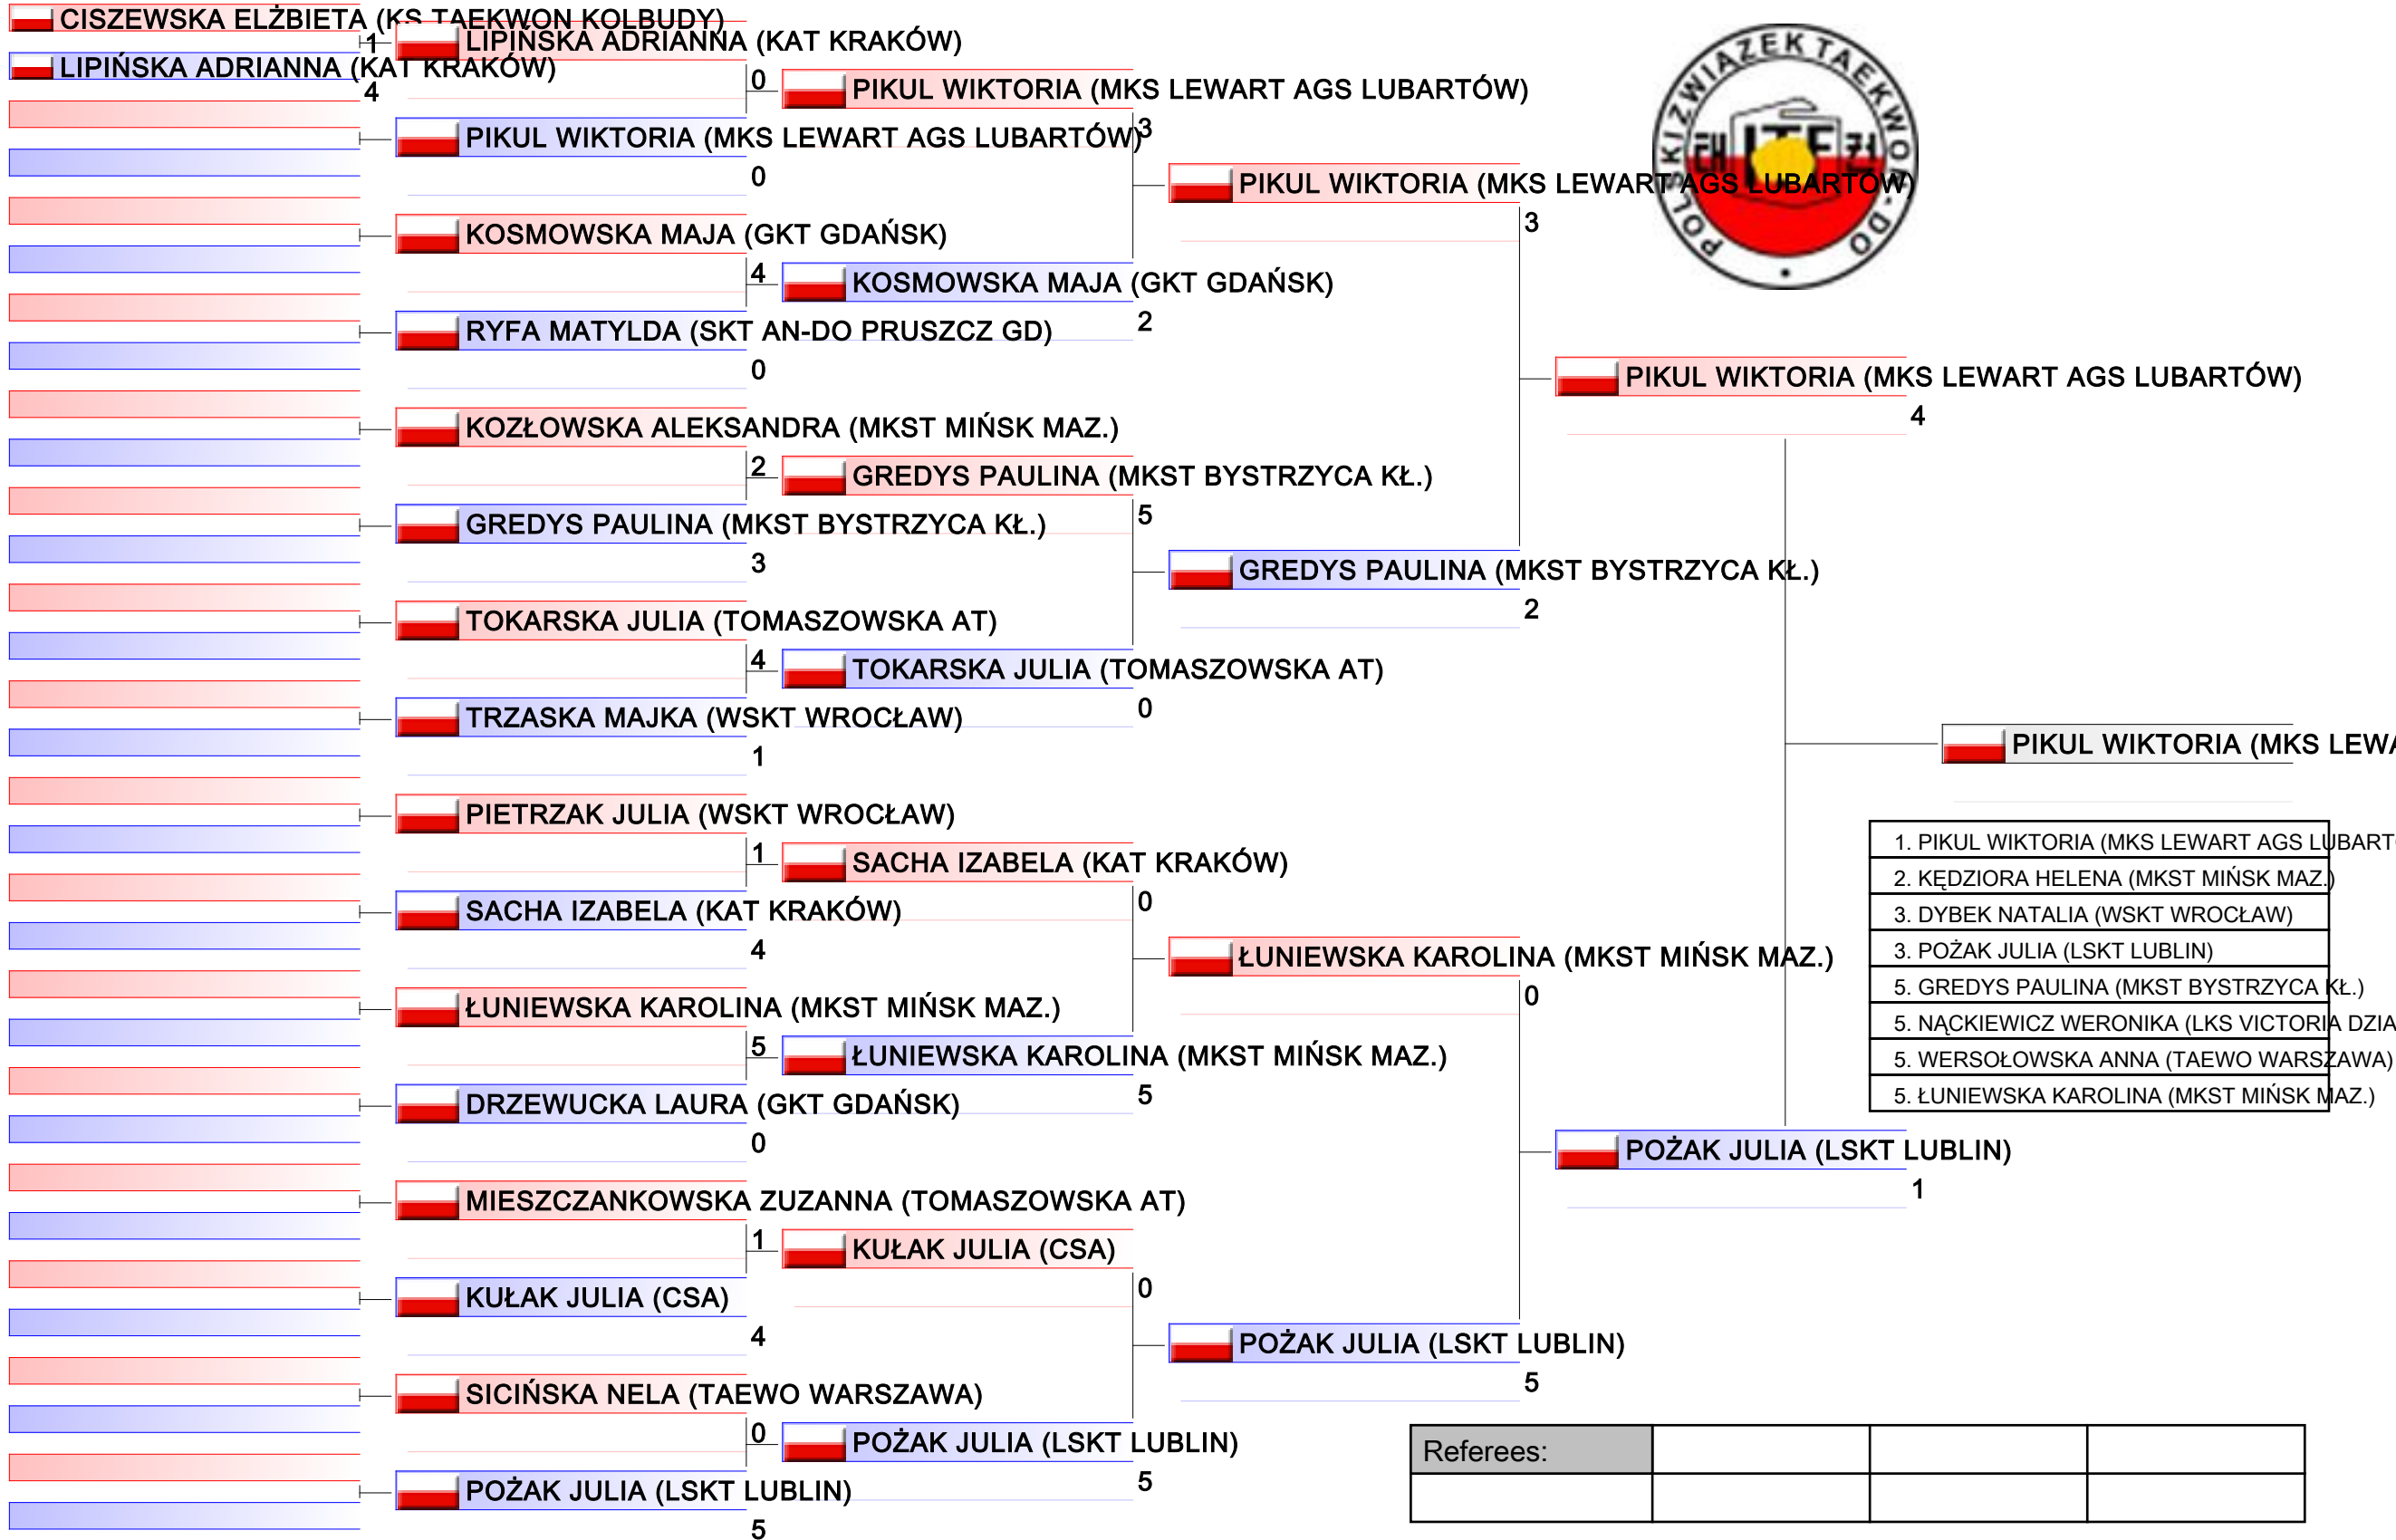 CISZEWSKA ELŻBIETA (KS TAEKWON KOLBUDY)
1
LIPIŃSKA ADRIANNA (KAT KRAKÓW)
4
LIPIŃSKA ADRIANNA (KAT KRAKÓW)
0
PIKUL WIKTORIA (MKS LEWART AGS LUBARTÓW)
0
KOSMOWSKA MAJA (GKT GDAŃSK)
4
RYFA MATYLDA (SKT AN-DO PRUSZCZ GD)
0
KOZŁOWSKA ALEKSANDRA (MKST MIŃSK MAZ.)
2
GREDYS PAULINA (MKST BYSTRZYCA KŁ.)
3
TOKARSKA JULIA (TOMASZOWSKA AT)
4
TRZASKA MAJKA (WSKT WROCŁAW)
1
PIETRZAK JULIA (WSKT WROCŁAW)
1
SACHA IZABELA (KAT KRAKÓW)
4
ŁUNIEWSKA KAROLINA (MKST MIŃSK MAZ.)
5
DRZEWUCKA LAURA (GKT GDAŃSK)
0
MIESZCZANKOWSKA ZUZANNA (TOMASZOWSKA AT)
1
KUŁAK JULIA (CSA)
4
SICIŃSKA NELA (TAEWO WARSZAWA)
0
POŻAK JULIA (LSKT LUBLIN)
5
PIKUL WIKTORIA (MKS LEWART AGS LUBARTÓW)
3
KOSMOWSKA MAJA (GKT GDAŃSK)
2
GREDYS PAULINA (MKST BYSTRZYCA KŁ.)
5
TOKARSKA JULIA (TOMASZOWSKA AT)
0
SACHA IZABELA (KAT KRAKÓW)
0
ŁUNIEWSKA KAROLINA (MKST MIŃSK MAZ.)
5
KUŁAK JULIA (CSA)
0
POŻAK JULIA (LSKT LUBLIN)
5
PIKUL WIKTORIA (MKS LEWART AGS LUBARTÓW)
3
GREDYS PAULINA (MKST BYSTRZYCA KŁ.)
2
ŁUNIEWSKA KAROLINA (MKST MIŃSK MAZ.)
0
POŻAK JULIA (LSKT LUBLIN)
5
POLSKI ZWIAZEK TAEKWON-DO
ITF
PIKUL WIKTORIA (MKS LEWART AGS LUBARTÓW)
4
POŻAK JULIA (LSKT LUBLIN)
1
PIKUL WIKTORIA (MKS LEWA
1. PIKUL WIKTORIA (MKS LEWART AGS LUBART
2. KĘDZIORA HELENA (MKST MIŃSK MAZ.)
3. DYBEK NATALIA (WSKT WROCŁAW)
3. POŻAK JULIA (LSKT LUBLIN)
5. GREDYS PAULINA (MKST BYSTRZYCA KŁ.)
5. NĄCKIEWICZ WERONIKA (LKS VICTORIA DZIA
5. WERSOŁOWSKA ANNA (TAEWO WARSZAWA)
5. ŁUNIEWSKA KAROLINA (MKST MIŃSK MAZ.)
Referees: